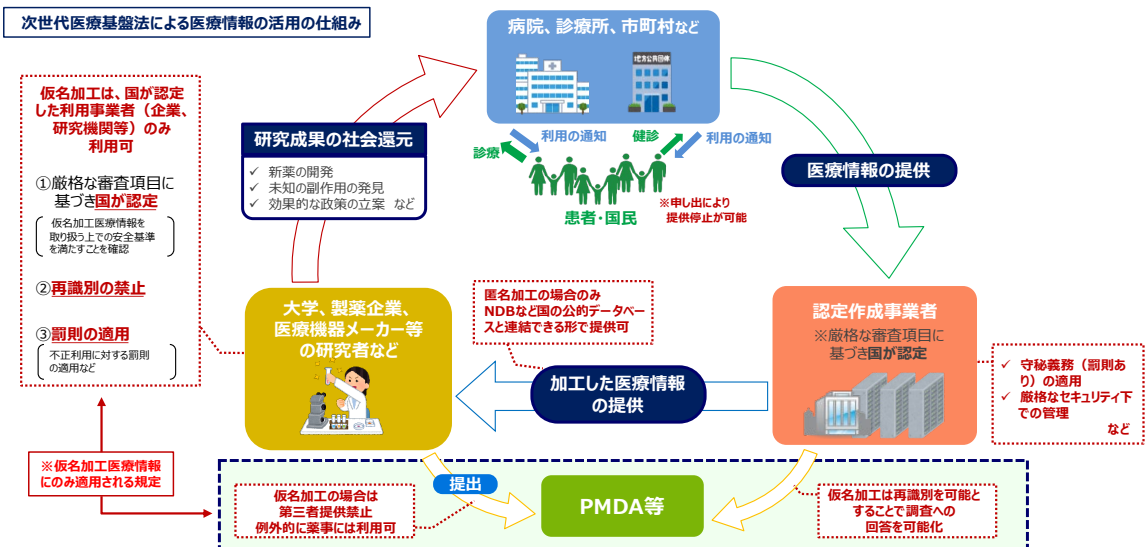 次世代医療基盤法による医療情報の活用の仕組み
病院、診療所、市町村など
地方公共団体
利用の通知
健診
利用の通知
診療
患者・国民
※申し出により
提供停止が可能
医療情報の提供
仮名加工は、国が認定
した利用事業者（企業、
研究機関等）のみ
利用可
①厳格な審査項目に
基づき国が認定
仮名加工医療情報を
取り扱う上での安全基準
を満たすことを確認
②再識別の禁止
③罰則の適用
不正利用に対する罰則
の適用など
研究成果の社会還元
✓ 新薬の開発
✓ 未知の副作用の発見
✓ 効果的な政策の立案 など
大学、製薬企業、
医療機器メーカー等
の研究者など
匿名加工の場合のみ
NDBなど国の公的データベー
スと連結できる形で提供可
加工した医療情報
の提供
認定作成事業者
※厳格な審査項目に
基づき国が認定
✓ 守秘義務（罰則あ
り）の適用
✓ 厳格なセキュリティ下
での管理
など
※仮名加工医療情報
にのみ適用される規定
仮名加工の場合は
第三者提供禁止
例外的に薬事には利用可
提出
PMDA等
仮名加工は再識別を可能と
することで調査への
回答を可能化